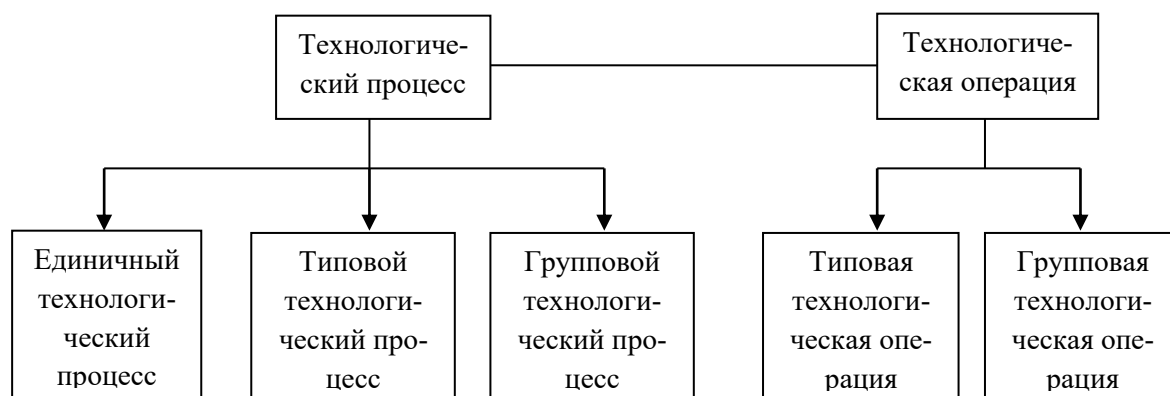 Технологиче-
ский процесс
Технологиче-
ская операция
Единичный
технологи-
ческий
процесс
Типовой
технологи-
ческий про-
цесс
Групповой
технологи-
ческий про-
цесс
Типовая
технологи-
ческая опе-
рация
Групповая
технологи-
ческая опе-
рация